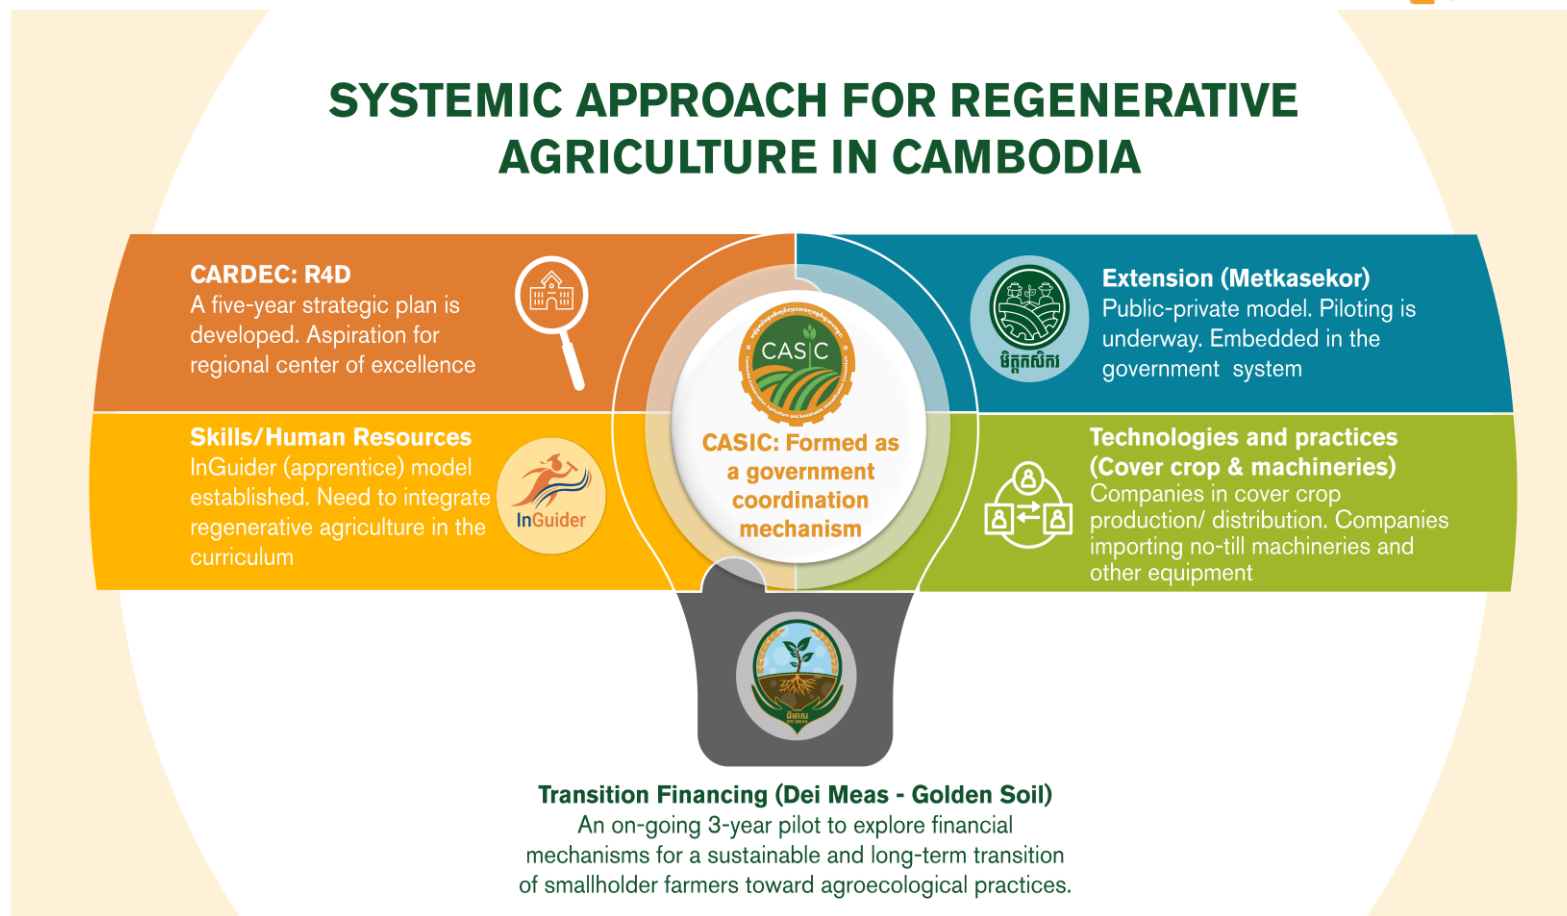 SYSTEMIC APPROACH FOR REGENERATIVE
AGRICULTURE IN CAMBODIA
CARDEC: R4D
A five-year strategic plan is
developed. Aspiration for
regional center of excellence
Skills/Human Resources
InGuider (apprentice) model
established. Need to integrate
regenerative agriculture in the
curriculum
InGuider
CASIC
CASIC: Formed as
a government
coordination
mechanism
មិត្តកសិករ
Extension (Metkasekor)
Public-private model. Piloting is
underway. Embedded in the
government system
Technologies and practices
(Cover crop & machineries)
Companies in cover crop
production/ distribution. Companies
importing no-till machineries and
other equipment
ដីមាស
DEI MEAS
Transition Financing (Dei Meas - Golden Soil)
An on-going 3-year pilot to explore financial
mechanisms for a sustainable and long-term transition
of smallholder farmers toward agroecological practices.